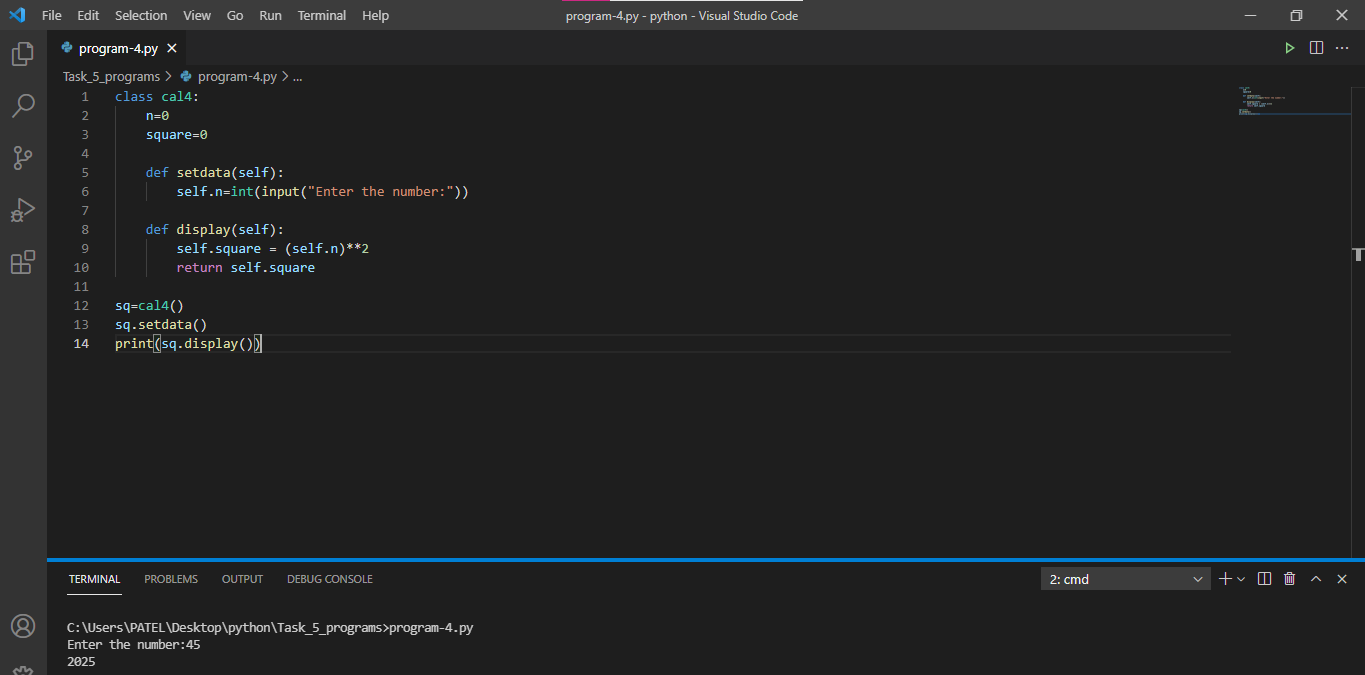 File Edit Selection View Go Run Terminal Help program-4.py - python - Visual Studio Code
program-4.py
Task_5_programs > program-4.py > ...
1 class cal4:
2     n=0
3     square=0
4
5     def setdata(self):
6         self.n=int(input("Enter the number:"))
7
8     def display(self):
9         self.square = (self.n)**2
10         return self.square
11
12 sq=cal4()
13 sq.setdata()
14 print(sq.display())
TERMINAL PROBLEMS OUTPUT DEBUG CONSOLE 2: cmd
C:\Users\PATEL\Desktop\python\Task_5_programs>program-4.py
Enter the number:45
2025